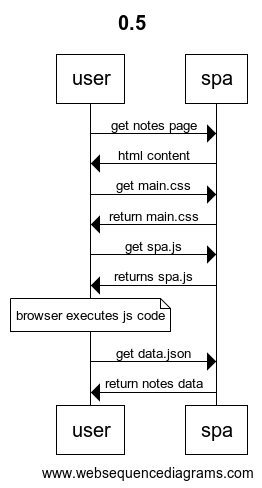 0.5
user spa
get notes page
html content
get main.css
return main.css
get spa.js
returns spa.js
browser executes js code
get data.json
return notes data
user spa
www.websequencediagrams.com